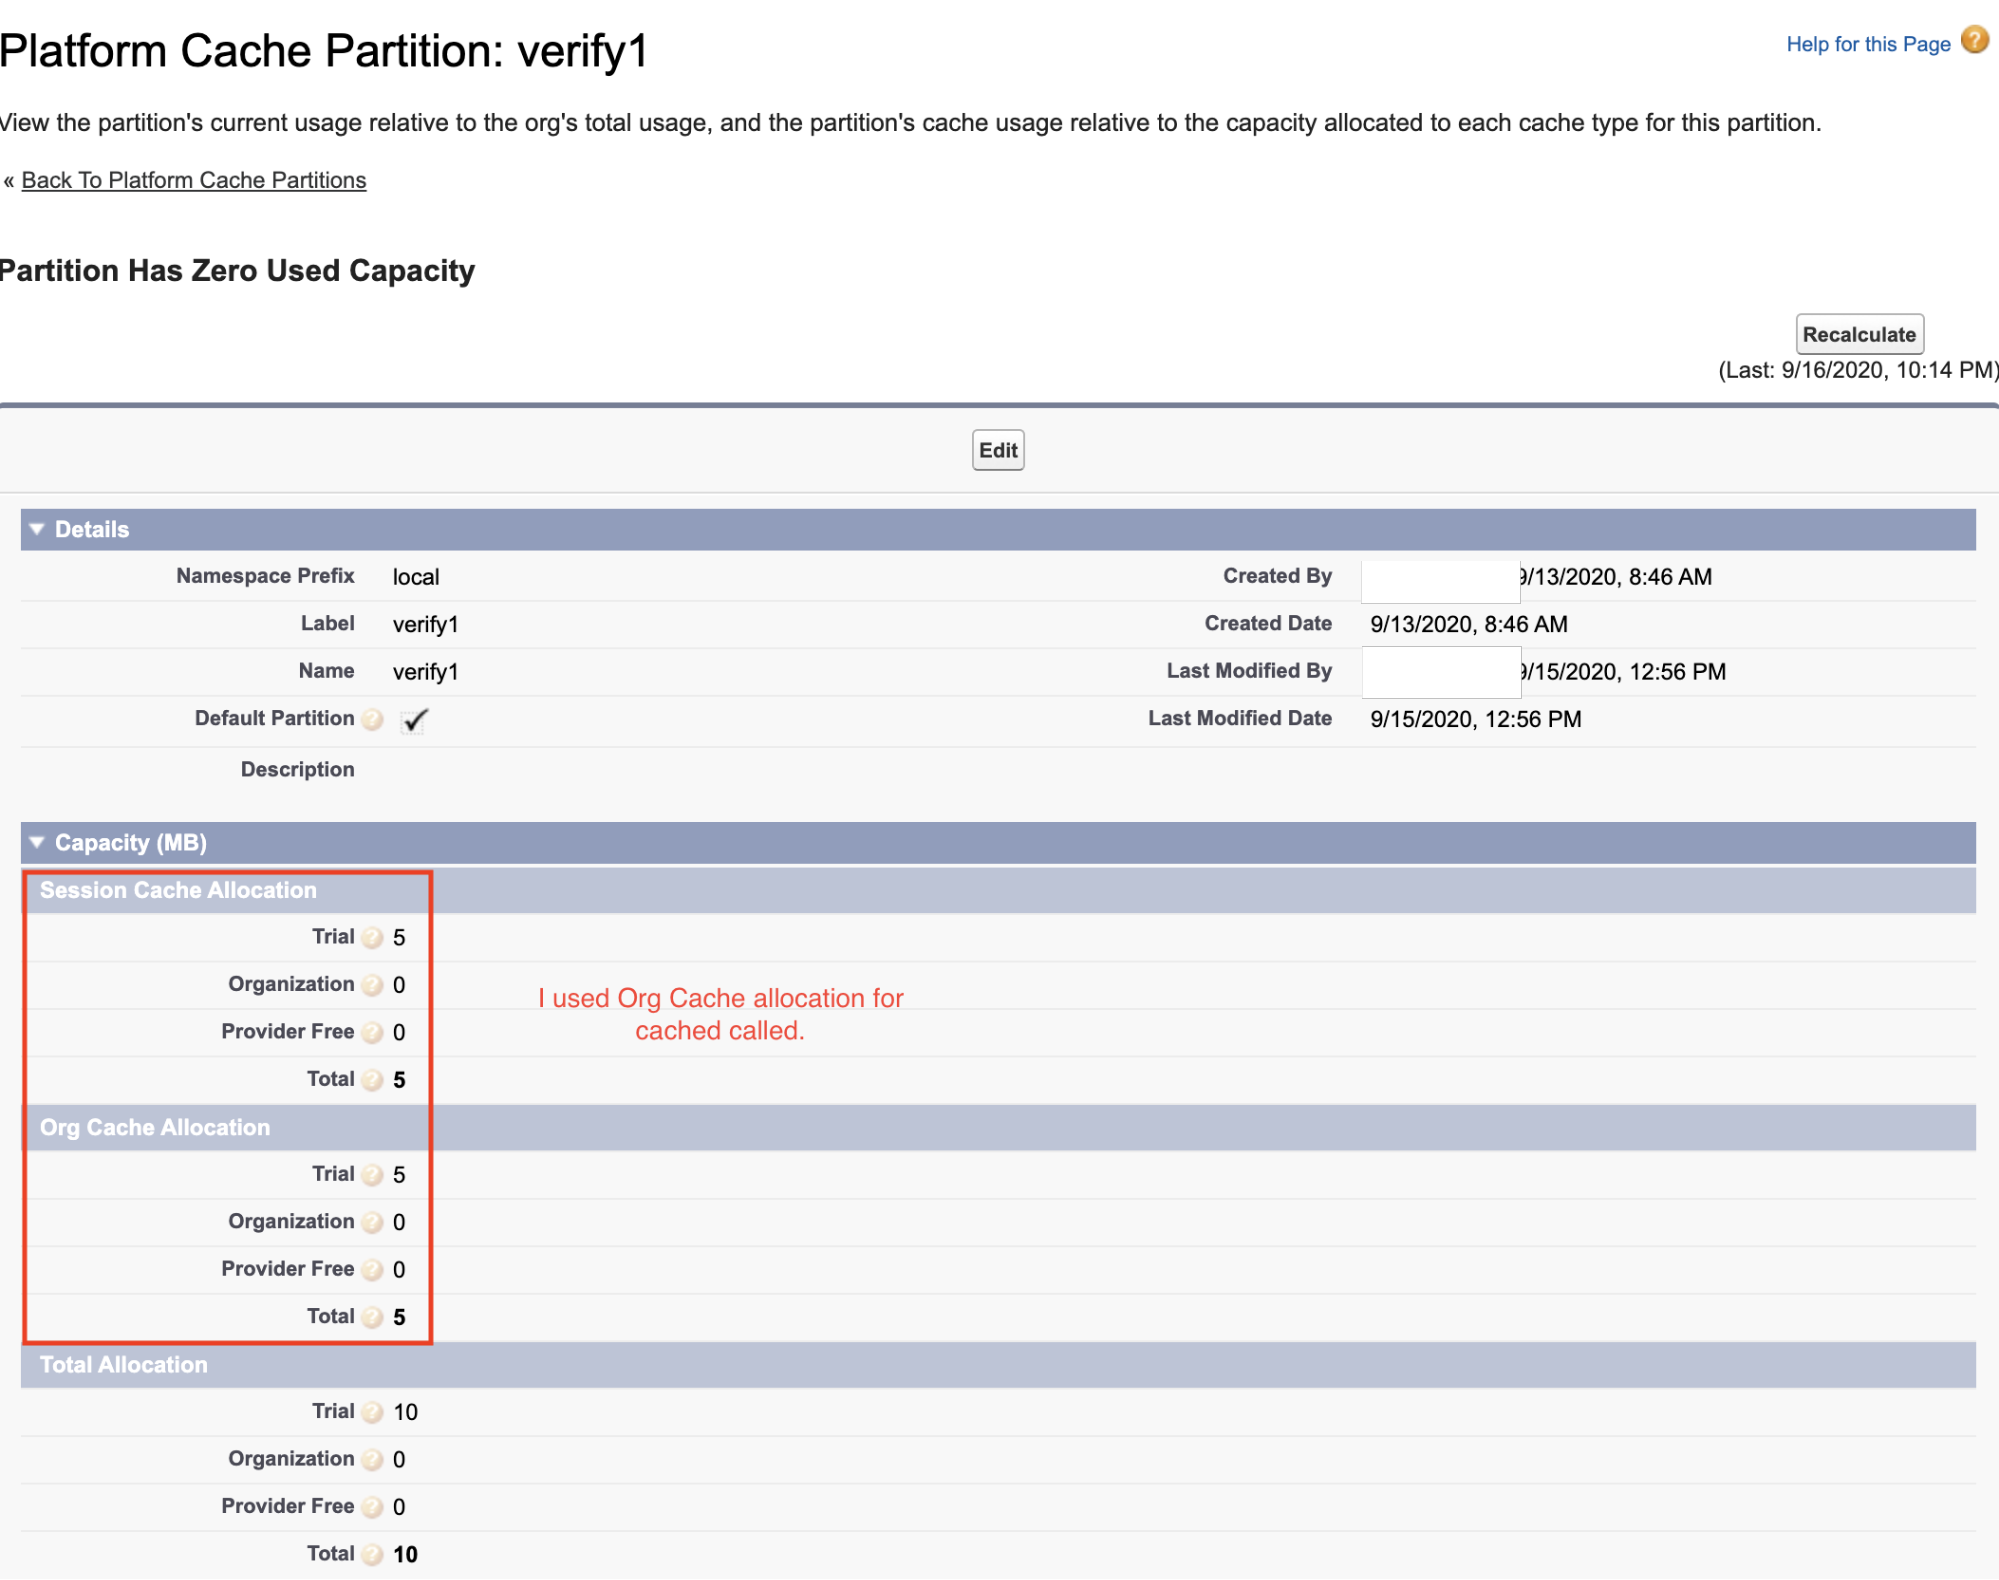 Platform Cache Partition: verify1
Help for this Page
View the partition's current usage relative to the org's total usage, and the partition's cache usage relative to the capacity allocated to each cache type for this partition.
« Back To Platform Cache Partitions
Partition Has Zero Used Capacity
Recalculate
(Last: 9/16/2020, 10:14 PM)
Edit
Details
Namespace Prefix local Created By 9/13/2020, 8:46 AM
Label verify1 Created Date 9/13/2020, 8:46 AM
Name verify1 Last Modified By 9/15/2020, 12:56 PM
Default Partition Last Modified Date 9/15/2020, 12:56 PM
Description
Capacity (MB)
Session Cache Allocation
Trial 5
Organization 0
Provider Free 0
Total 5
I used Org Cache allocation for
cached called.
Org Cache Allocation
Trial 5
Organization 0
Provider Free 0
Total 5
Total Allocation
Trial 10
Organization 0
Provider Free 0
Total 10